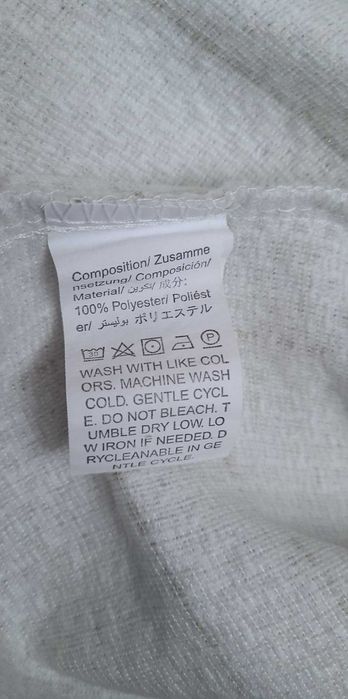 Composition/ Zusamme
nsetzung/ Composición/
Material/ تكوين/ 成分:
100% Polyester/ Poliést
er/ بوليستر ポリエステル
30 P
WASH WITH LIKE COL
ORS. MACHINE WASH
COLD. GENTLE CYCL
E. DO NOT BLEACH. T
UMBLE DRY LOW. LO
W IRON IF NEEDED. D
RYCLEANABLE IN GE
NTLE CYCLE.